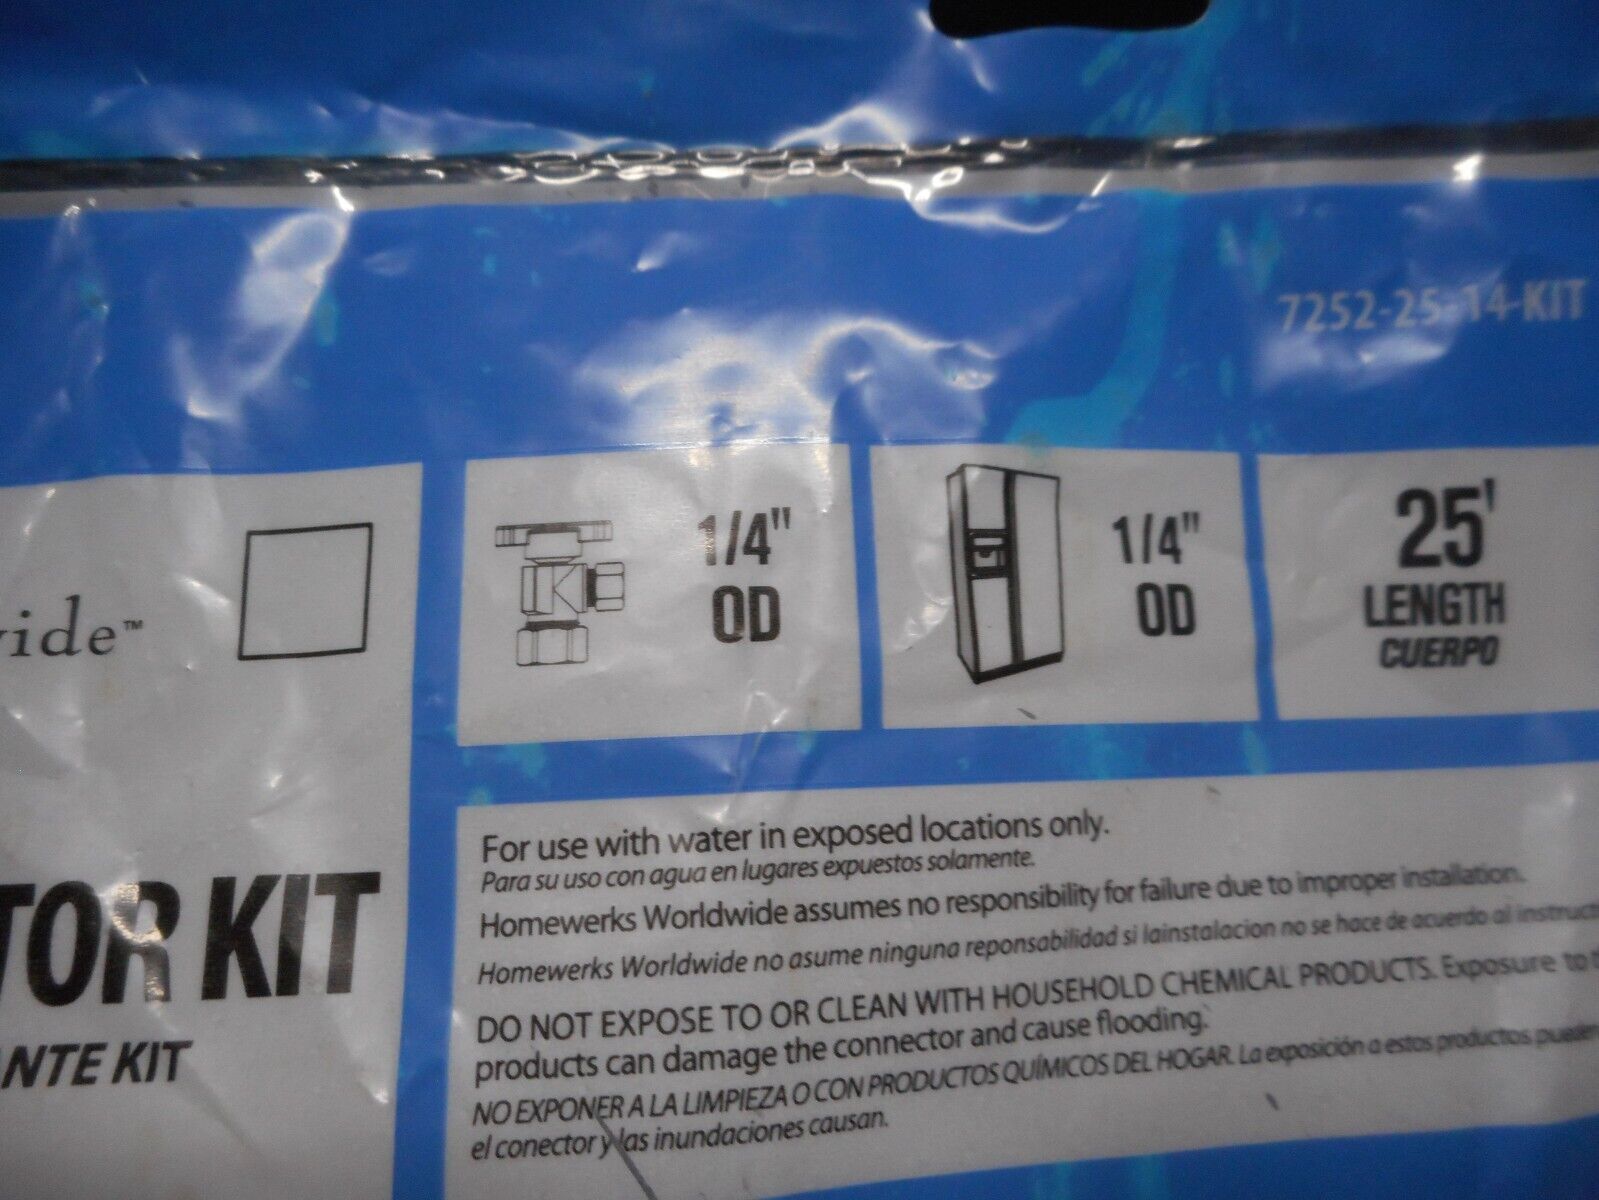 7252-25-14-KIT
ide™
1/4"
OD
1/4"
OD
25'
LENGTH
CUERPO
TOR KIT
ANTE KIT
For use with water in exposed locations only.
Para su uso con agua en lugares expuestos solamente.
Homewerks Worldwide assumes no responsibility for failure due to improper installation.
Homewerks Worldwide no asume ninguna reponsabilidad si lainstalacion no se hace de acuerdo al instruct
DO NOT EXPOSE TO OR CLEAN WITH HOUSEHOLD CHEMICAL PRODUCTS. Exposure to
products can damage the connector and cause flooding.
NO EXPONER A LA LIMPIEZA O CON PRODUCTOS QUÍMICOS DEL HOGAR. La exposición a estos productos pueden
el conector y las inundaciones causan.